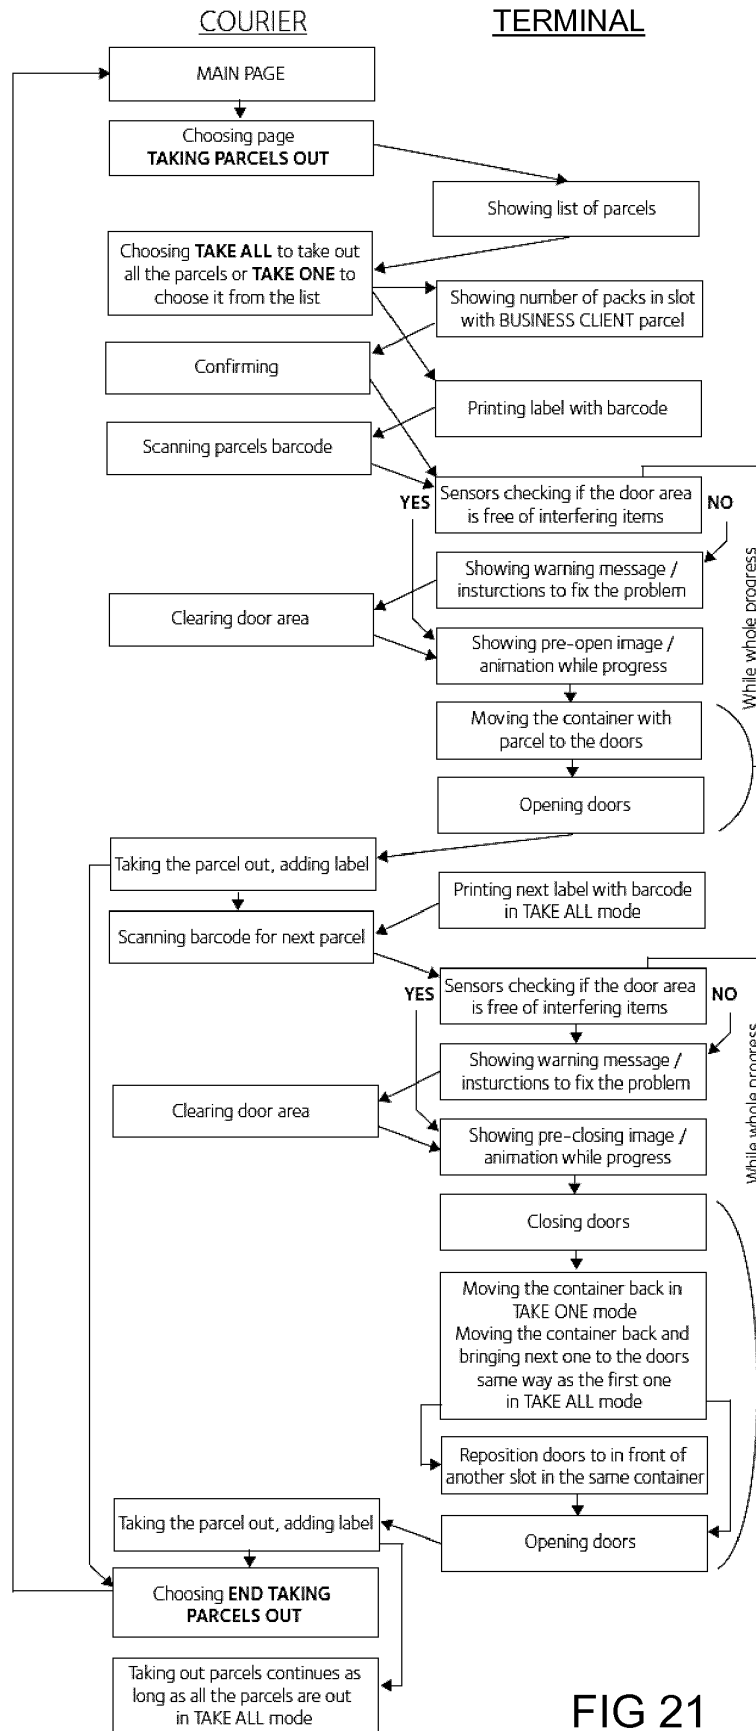 COURIER
TERMINAL
MAIN PAGE
Choosing page
TAKING PARCELS OUT
Showing list of parcels
Choosing TAKE ALL to take out
all the parcels or TAKE ONE to
choose it from the list
Showing number of packs in slot
with BUSINESS CLIENT parcel
Confirming
Printing label with barcode
Scanning parcels barcode
Sensors checking if the door area
is free of interfering items
YES
NO
Showing warning message /
insturctions to fix the problem
While whole progress
Clearing door area
Showing pre-open image /
animation while progress
Moving the container with
parcel to the doors
Opening doors
Taking the parcel out, adding label
Printing next label with barcode
in TAKE ALL mode
Scanning barcode for next parcel
Sensors checking if the door area
is free of interfering items
YES
NO
Showing warning message /
insturctions to fix the problem
While whole progress
Clearing door area
Showing pre-closing image /
animation while progress
Closing doors
Moving the container back in
TAKE ONE mode
Moving the container back and
bringing next one to the doors
same way as the first one
in TAKE ALL mode
Reposition doors to in front of
another slot in the same container
Taking the parcel out, adding label
Opening doors
Choosing END TAKING
PARCELS OUT
Taking out parcels continues as
long as all the parcels are out
in TAKE ALL mode
FIG 21